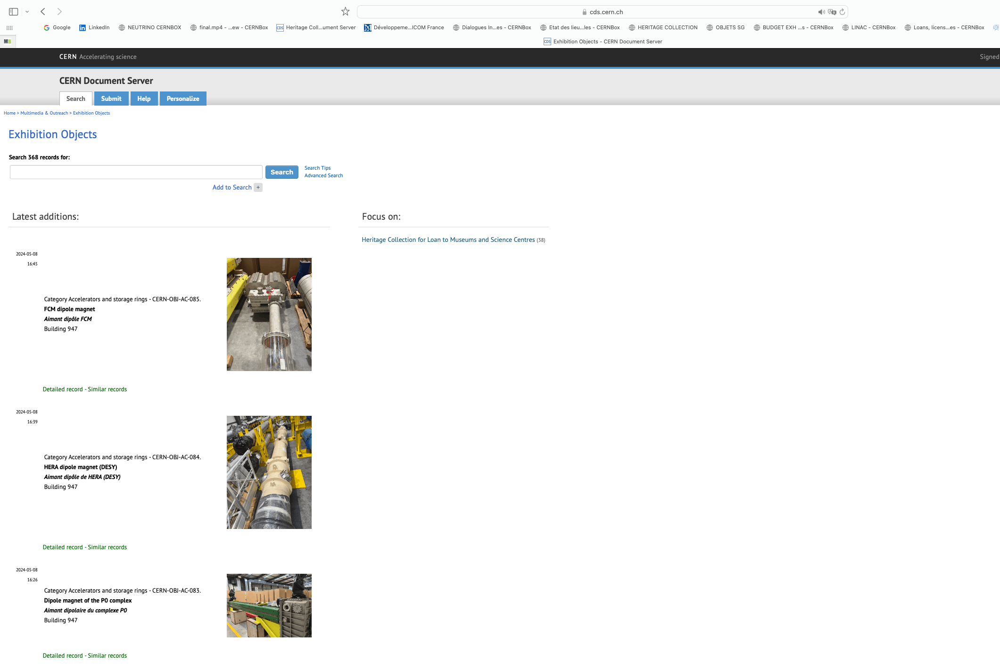 cds.cern.ch
Google
LinkedIn
NEUTRINO CERNBOX
final.mp4 - ...ew - CERNBox
CDS Heritage Coll...ument Server
Développeme...ICOM France
Dialogues In...es - CERNBox
Etat des lieu...les - CERNBox
HERITAGE COLLECTION
OBJETS SG
BUDGET EXH ...s - CERNBox
LINAC - CERNBox
Loans, licens...es - CERNBox
CDS Exhibition Objects - CERN Document Server
CERN Accelerating science
Signed
CERN Document Server
Search Submit Help Personalize
Home > Multimedia & Outreach > Exhibition Objects
Exhibition Objects
Search 368 records for:
Search
Search Tips
Advanced Search
Add to Search +
Latest additions:
2024-05-08
16:45
Category Accelerators and storage rings - CERN-OBJ-AC-085.
FCM dipole magnet
Aimant dipôle FCM
Building 947
Detailed record - Similar records
2024-05-08
16:39
Category Accelerators and storage rings - CERN-OBJ-AC-084.
HERA dipole magnet (DESY)
Aimant dipôle de HERA (DESY)
Building 947
Detailed record - Similar records
2024-05-08
16:26
Category Accelerators and storage rings - CERN-OBJ-AC-083.
Dipole magnet of the P0 complex
Aimant dipolaire du complexe P0
Building 947
Detailed record - Similar records
Focus on:
Heritage Collection for Loan to Museums and Science Centres (38)